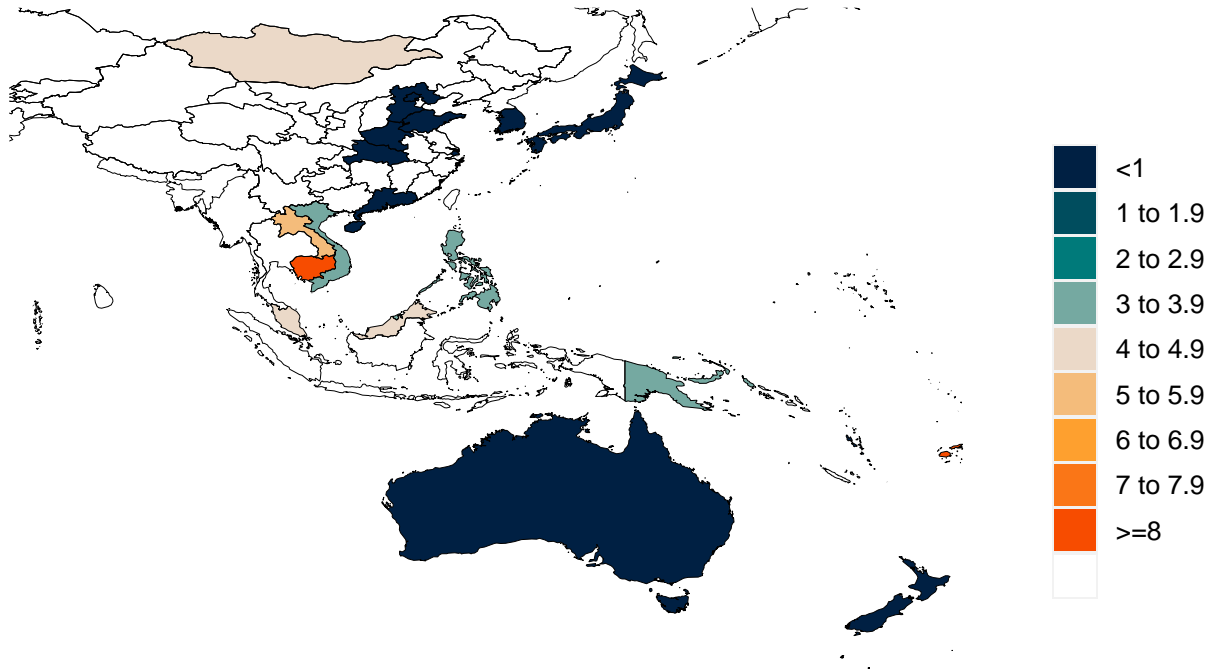 <1
1 to 1.9
2 to 2.9
3 to 3.9
4 to 4.9
5 to 5.9
6 to 6.9
7 to 7.9
>=8